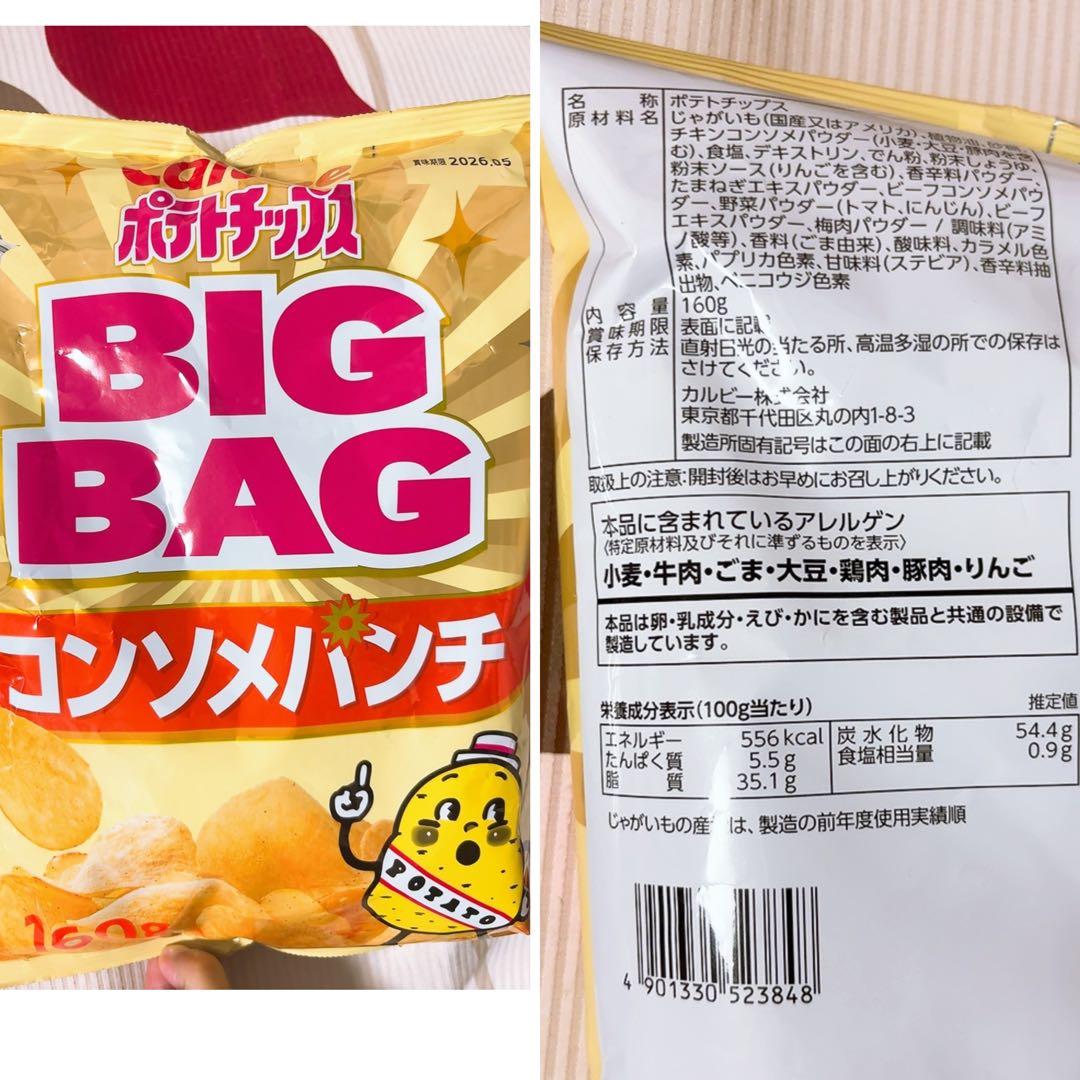 賞味期限 2026.05
Calbee
ポテトチップス
BIG
BAG
コンソメパンチ
POTATO
160g
名称 ポテトチップス
原材料名 じゃがいも(国産又はアメリカ)、植物油、砂糖、
チキンコンソメパウダー(小麦・大豆・豚肉を含
む)、食塩、デキストリン、でん粉、粉末しょうゆ、
粉末ソース(りんごを含む)、香辛料パウダー、
たまねぎエキスパウダー、ビーフコンソメパウ
ダー、野菜パウダー(トマト、にんじん)、ビーフ
エキスパウダー、梅肉パウダー / 調味料(アミ
ノ酸等)、香料(ごま由来)、酸味料、カラメル色
素、パプリカ色素、甘味料(ステビア)、香辛料抽
出物、ベニコウジ色素
内容量 160g
賞味期限 表面に記載
保存方法 直射日光の当たる所、高温多湿の所での保存は
さけてください。
カルビー株式会社
東京都千代田区丸の内1-8-3
製造所固有記号はこの面の右上に記載
取扱上の注意:開封後はお早めにお召し上がりください。
本品に含まれているアレルゲン
〈特定原材料及びそれに準ずるものを表示〉
小麦・牛肉・ごま・大豆・鶏肉・豚肉・りんご
本品は卵・乳成分・えび・かにを含む製品と共通の設備で
製造しています。
栄養成分表示(100g当たり) 推定値
エネルギー 556kcal 炭水化物 54.4g
たんぱく質 5.5g 食塩相当量 0.9g
脂質 35.1g
じゃがいもの産地は、製造の前年度使用実績順
4 901330 523848